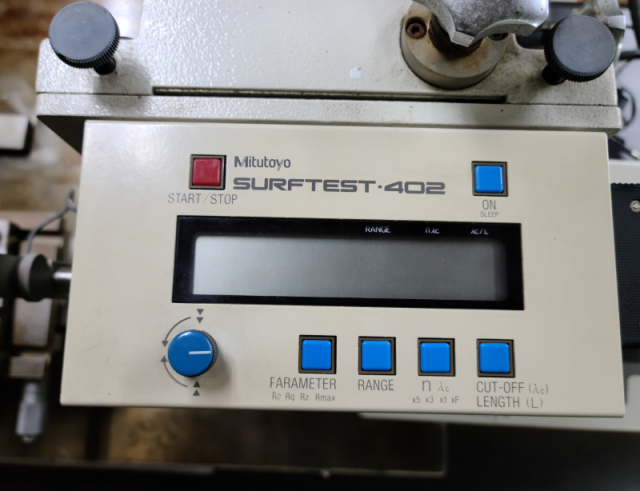 Mitutoyo
SURFTEST-402
START/STOP
ON
SLEEP
RANGE nλc λc/L
PARAMETER RANGE n λc CUT-OFF (λc)
Ra Rq Rz Rmax x5 x3 x1 xF LENGTH (L)